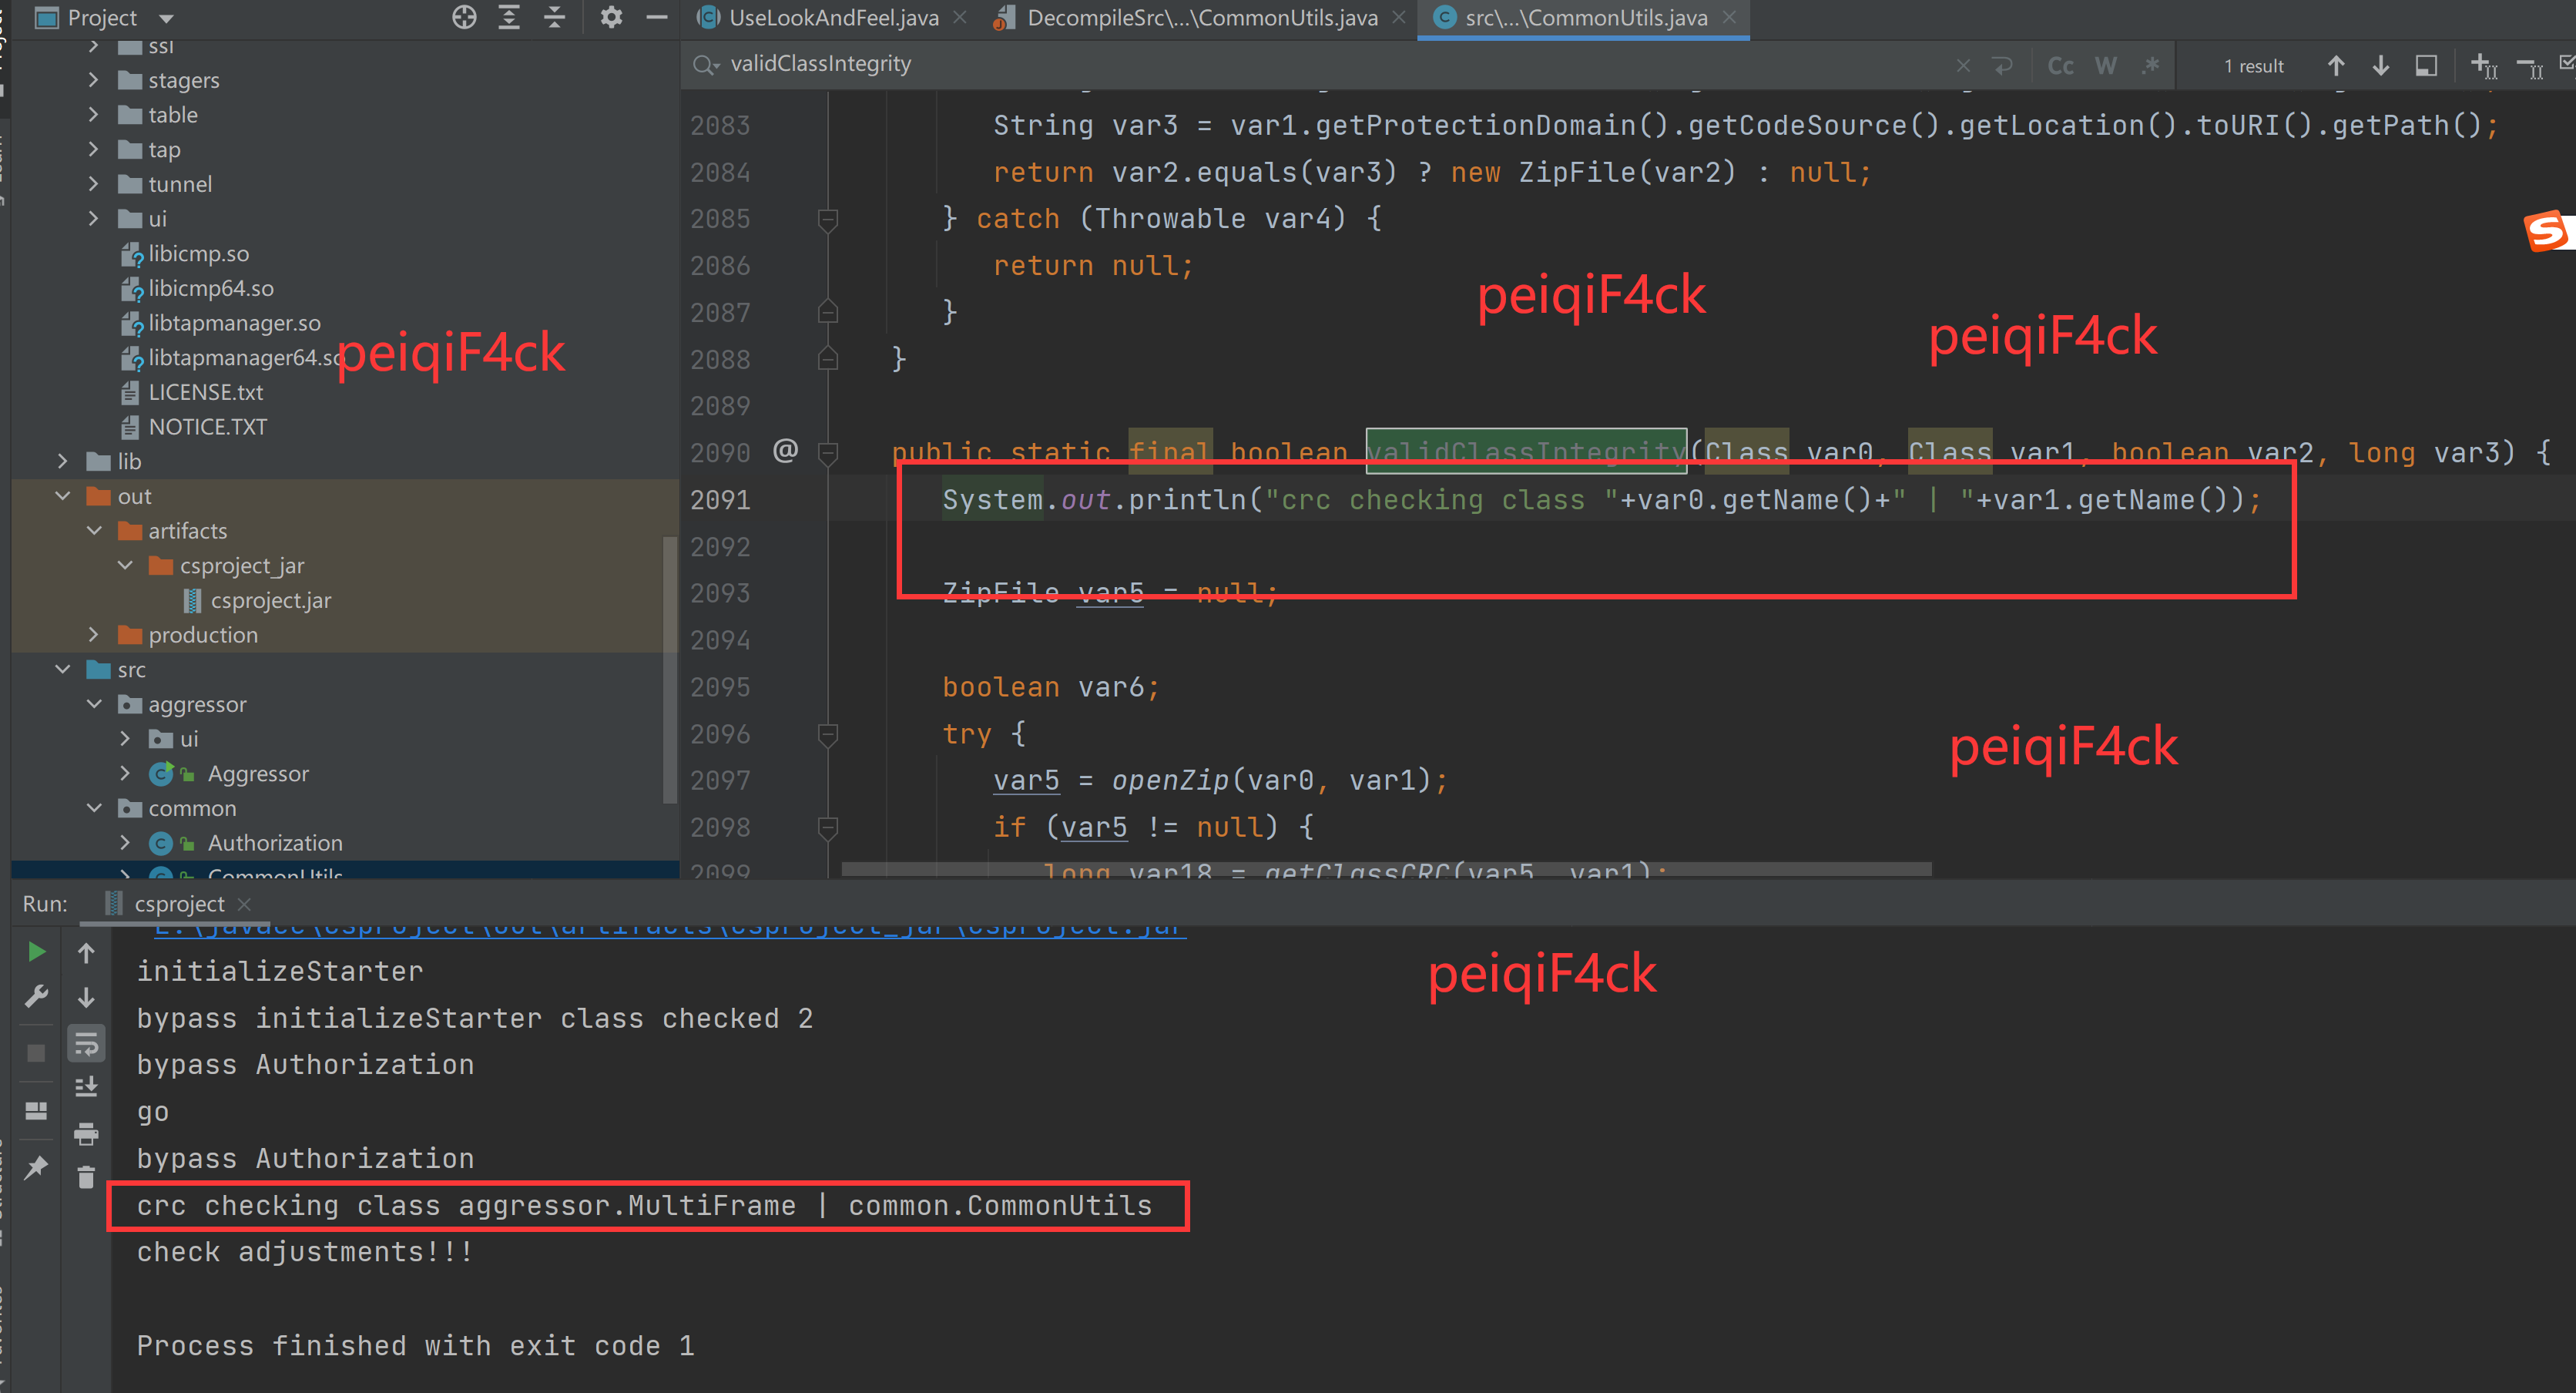 Project
UseLookAndFeel.java
DecompileSrc\...\CommonUtils.java
src\...\CommonUtils.java
validClassIntegrity
Cc W .*
1 result
ssl
stagers
table
tap
tunnel
ui
libicmp.so
libicmp64.so
libtapmanager.so
libtapmanager64.so
LICENSE.txt
NOTICE.TXT
lib
out
artifacts
csproject_jar
csproject.jar
production
src
aggressor
ui
Aggressor
common
Authorization
CommonUtils
2083 String var3 = var1.getProtectionDomain().getCodeSource().getLocation().toURI().getPath();
2084 return var2.equals(var3) ? new ZipFile(var2) : null;
2085 } catch (Throwable var4) {
2086 return null;
2087 }
2088 }
2089
2090 @ public static final boolean validClassIntegrity(Class var0, Class var1, boolean var2, long var3) {
2091 System.out.println("crc checking class "+var0.getName()+" | "+var1.getName());
2092
2093 ZipFile var5 = null;
2094
2095 boolean var6;
2096 try {
2097 var5 = openZip(var0, var1);
2098 if (var5 != null) {
2099 long var18 = getClassCRC(var5, var1);
peiqiF4ck
peiqiF4ck
peiqiF4ck
peiqiF4ck
peiqiF4ck
Run: csproject
E:\javacc\csproject\out\artifacts\csproject_jar\csproject.jar
initializeStarter
bypass initializeStarter class checked 2
bypass Authorization
go
bypass Authorization
crc checking class aggressor.MultiFrame | common.CommonUtils
check adjustments!!!
Process finished with exit code 1